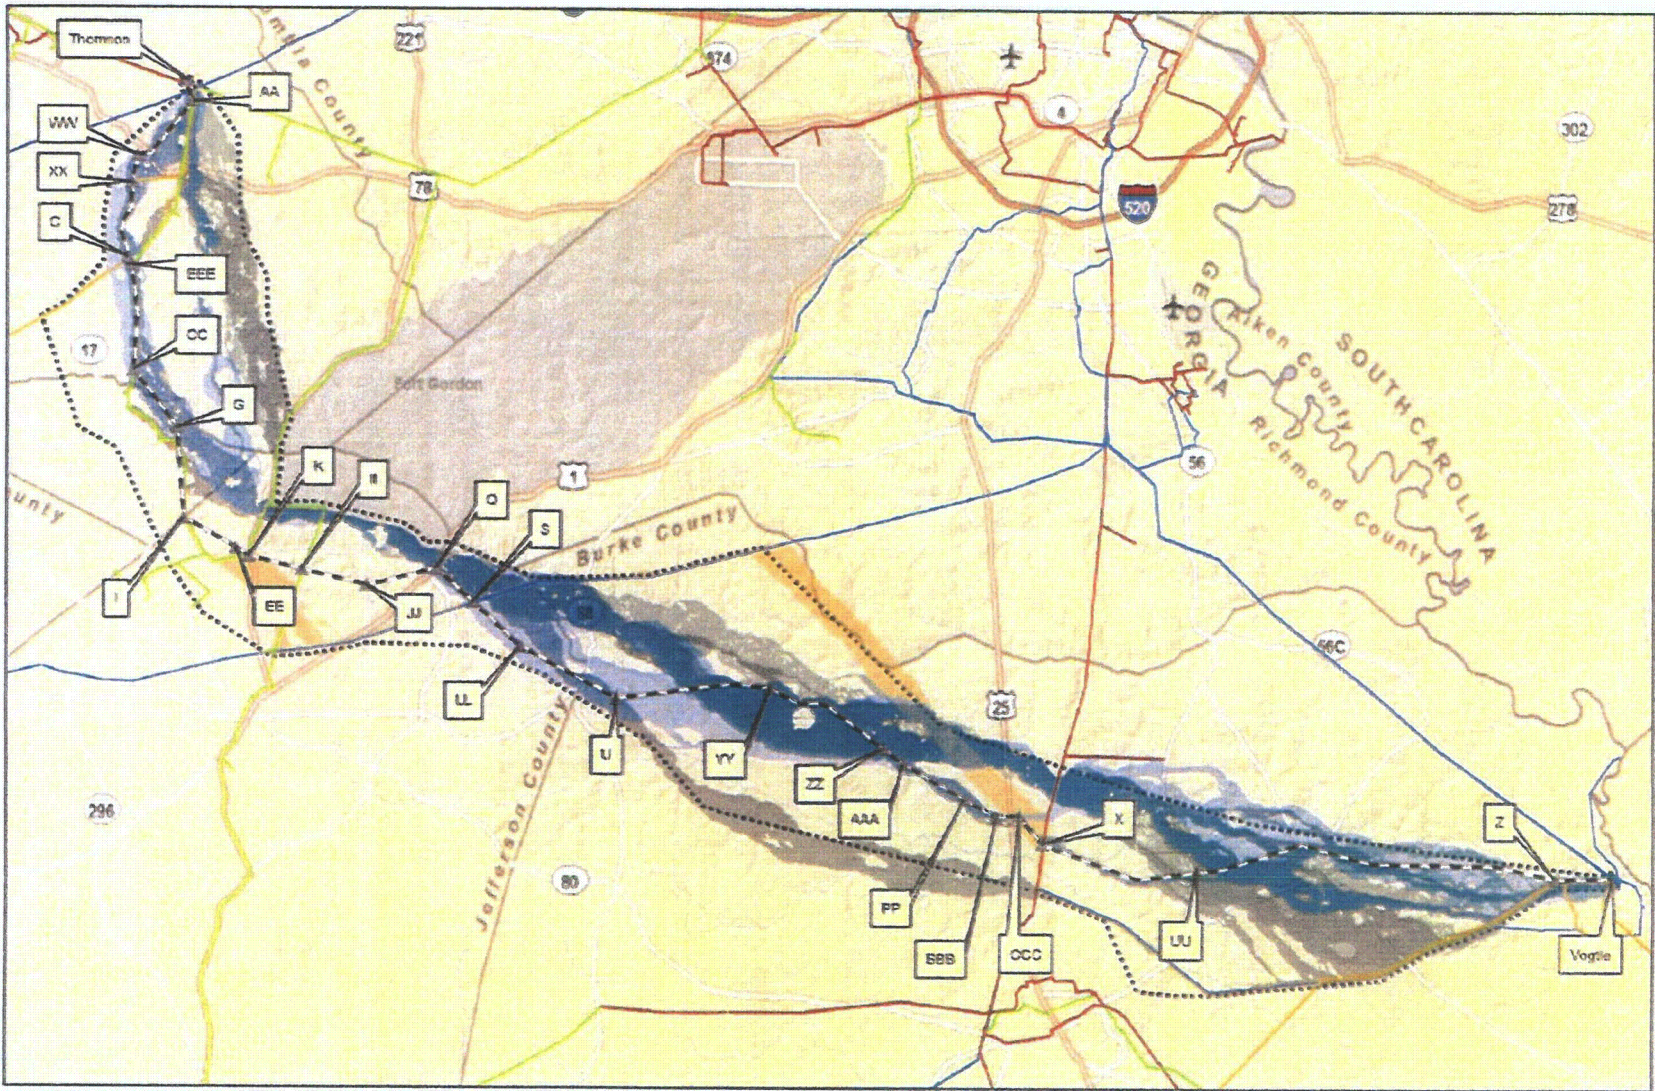 Thomson
221
674
4
302
AA
WW
XX
78
520
278
C
EEE
GEORGIA
Aiken County
SOUTH CAROLINA
CC
17
Fort Gordon
G
Richmond County
K
III
1
56
Q
S
Burke County
I
EE
JJ
56C
LL
25
U
YY
ZZ
AAA
X
Z
296
Jefferson County
80
PP
BBB
CCC
UU
Vogtle